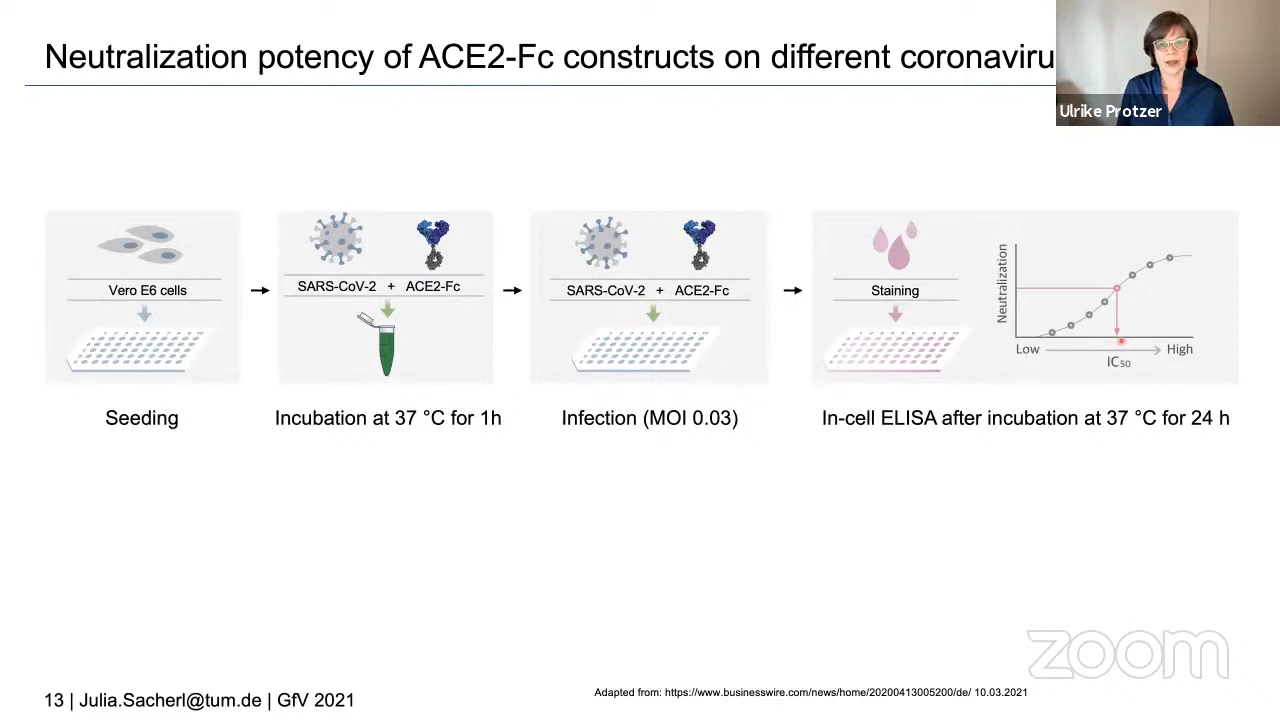 Neutralization potency of ACE2-Fc constructs on different coronaviru
Ulrike Protzer
Vero E6 cells
SARS-CoV-2 + ACE2-Fc
SARS-CoV-2 + ACE2-Fc
Staining
Neutralization
Low
High
IC50
Seeding
Incubation at 37 °C for 1h
Infection (MOI 0.03)
In-cell ELISA after incubation at 37 °C for 24 h
zoom
13 | Julia.Sacherl@tum.de | GfV 2021
Adapted from: https://www.businesswire.com/news/home/20200413005200/de/ 10.03.2021